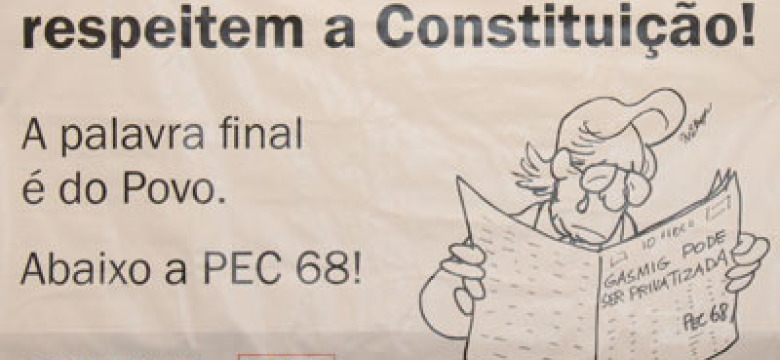 respeitem a Constituição!
A palavra final
é do Povo.
Abaixo a PEC 68!
GASMIG PODE
SER PRIVATIZADA
PEC 68